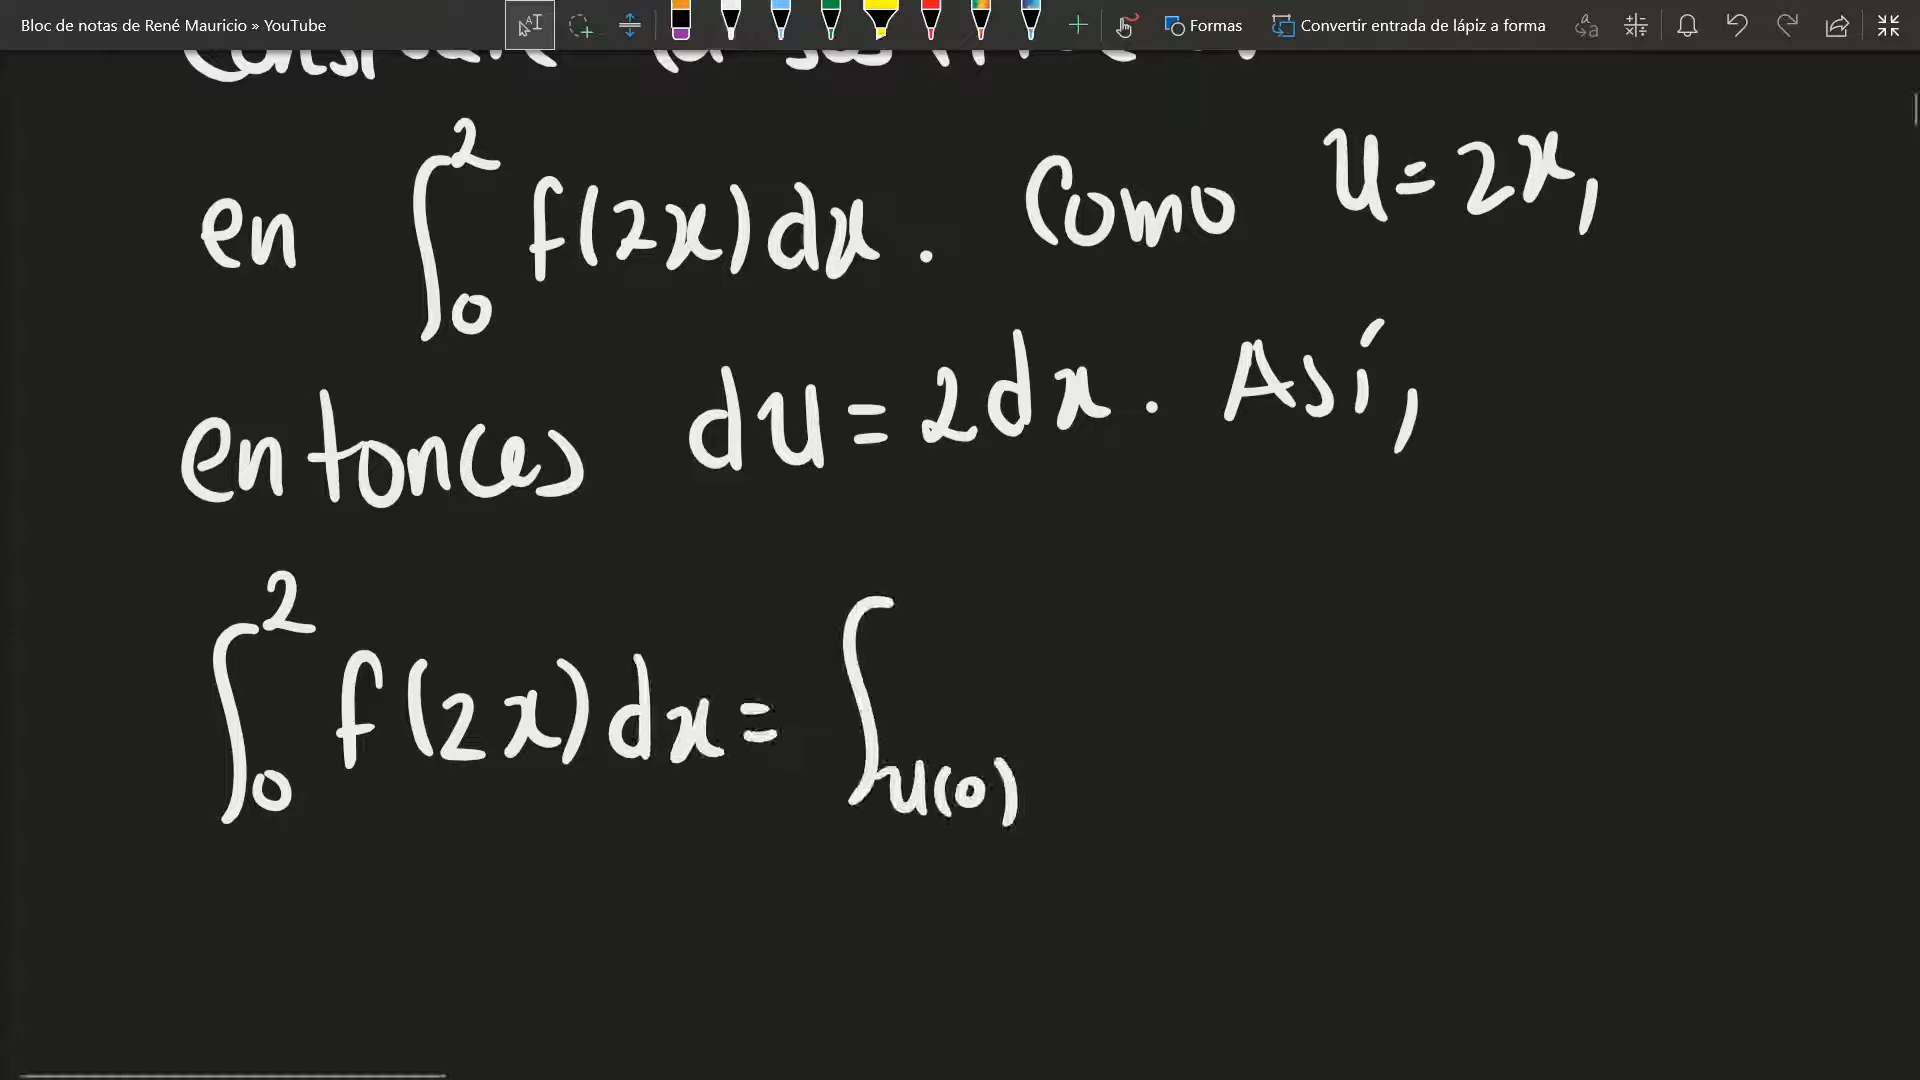 Bloc de notas de René Mauricio » YouTube
Formas
Convertir entrada de lápiz a forma
en ∫₀² f(2x)dx. Como u=2x,
entonces du=2dx. Así,
∫₀² f(2x)dx = ∫u(0)